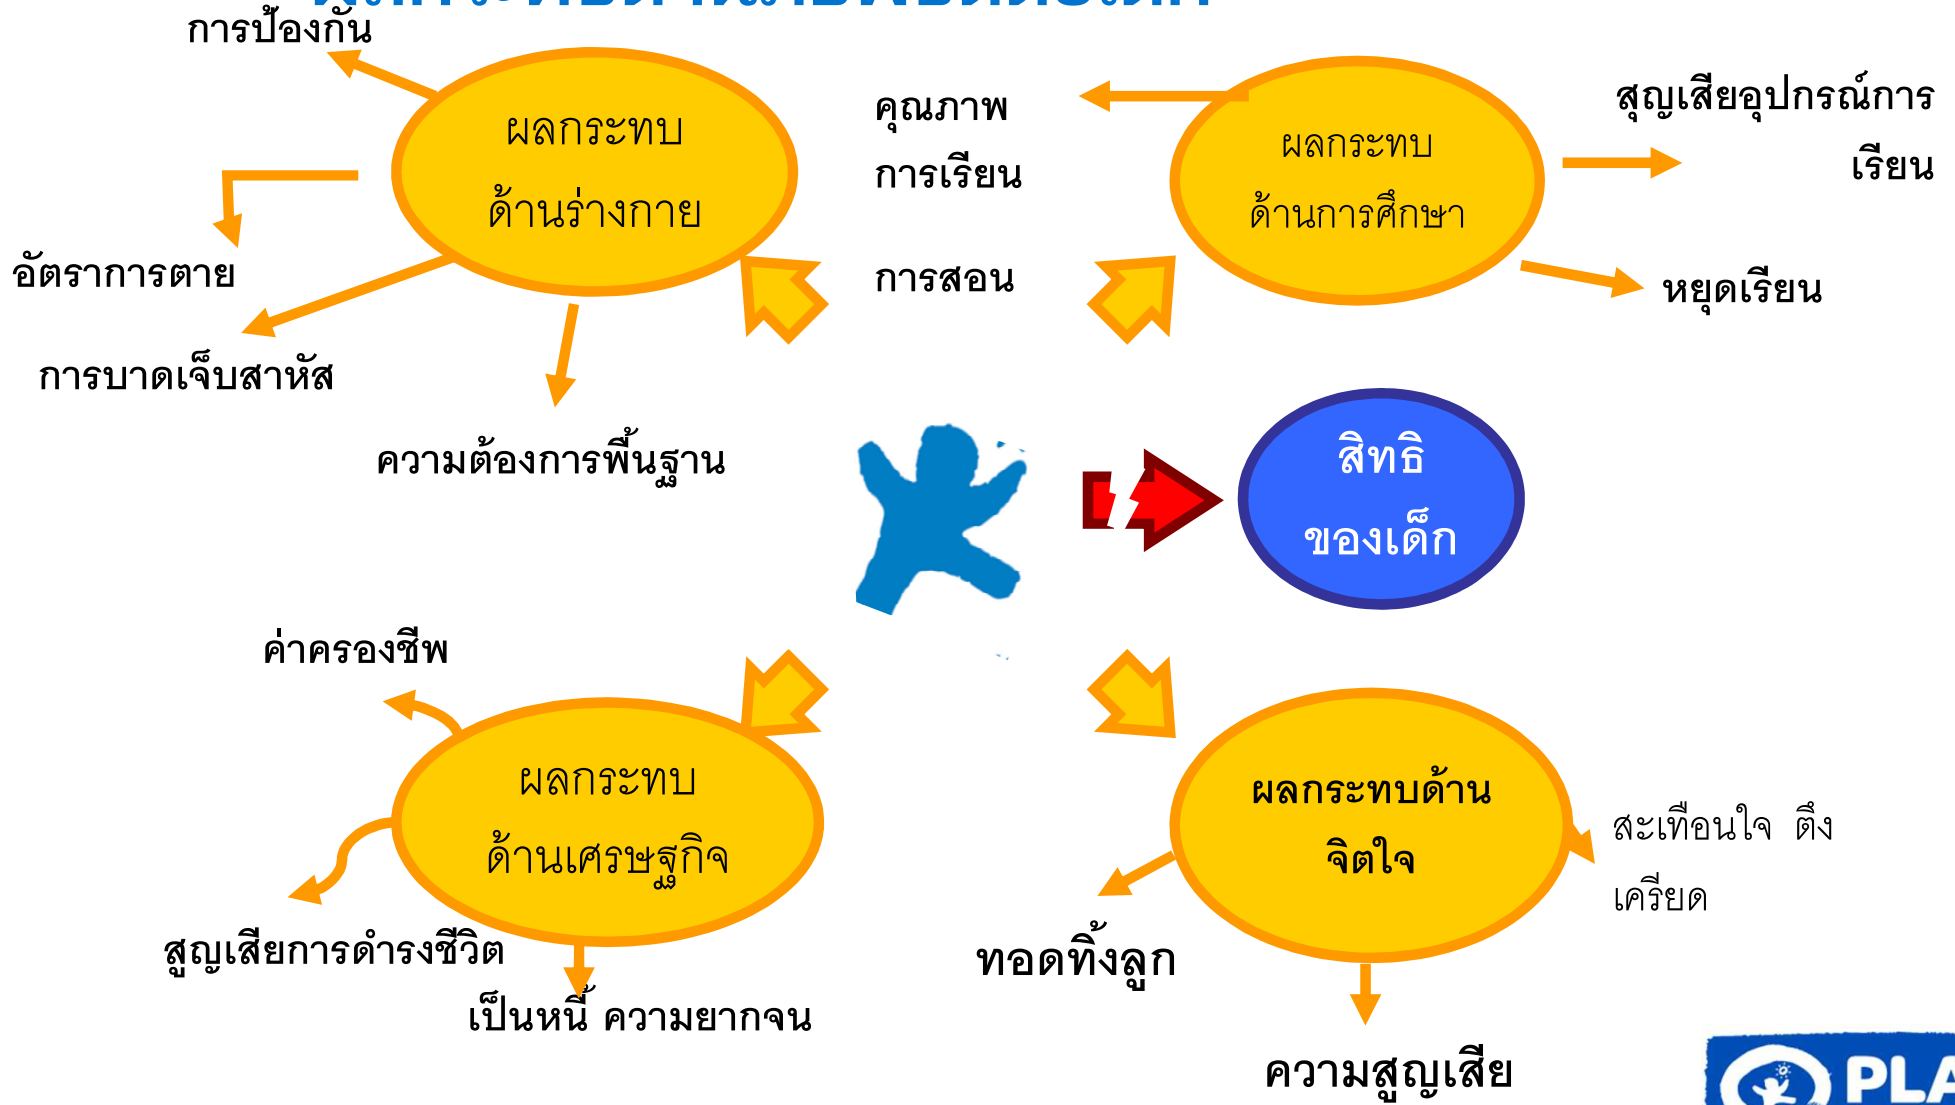 การป้องกัน
ผลกระทบ
ด้านร่างกาย
อัตราการตาย
การบาดเจ็บสาหัส
ความต้องการพื้นฐาน
คุณภาพ
การเรียน
การสอน
ผลกระทบ
ด้านการศึกษา
สุญเสียอุปกรณ์การ
เรียน
หยุดเรียน
สิทธิ
ของเด็ก
ค่าครองชีพ
ผลกระทบ
ด้านเศรษฐกิจ
สูญเสียการดำรงชีวิต
เป็นหนี้ ความยากจน
ผลกระทบด้าน
จิตใจ
สะเทือนใจ ตึง
เครียด
ทอดทิ้งลูก
ความสูญเสีย